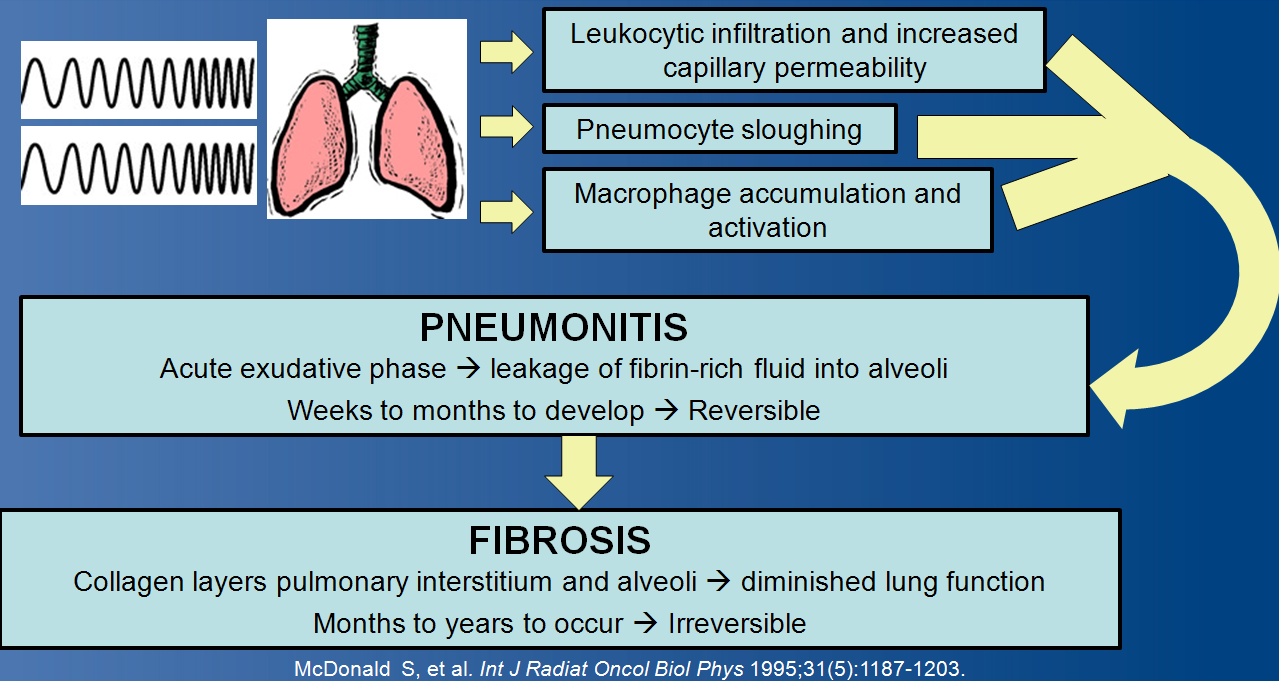 Leukocytic infiltration and increased
capillary permeability
Pneumocyte sloughing
Macrophage accumulation and
activation
PNEUMONITIS
Acute exudative phase → leakage of fibrin-rich fluid into alveoli
Weeks to months to develop → Reversible
FIBROSIS
Collagen layers pulmonary interstitium and alveoli → diminished lung function
Months to years to occur → Irreversible
McDonald S, et al. Int J Radiat Oncol Biol Phys 1995;31(5):1187-1203.